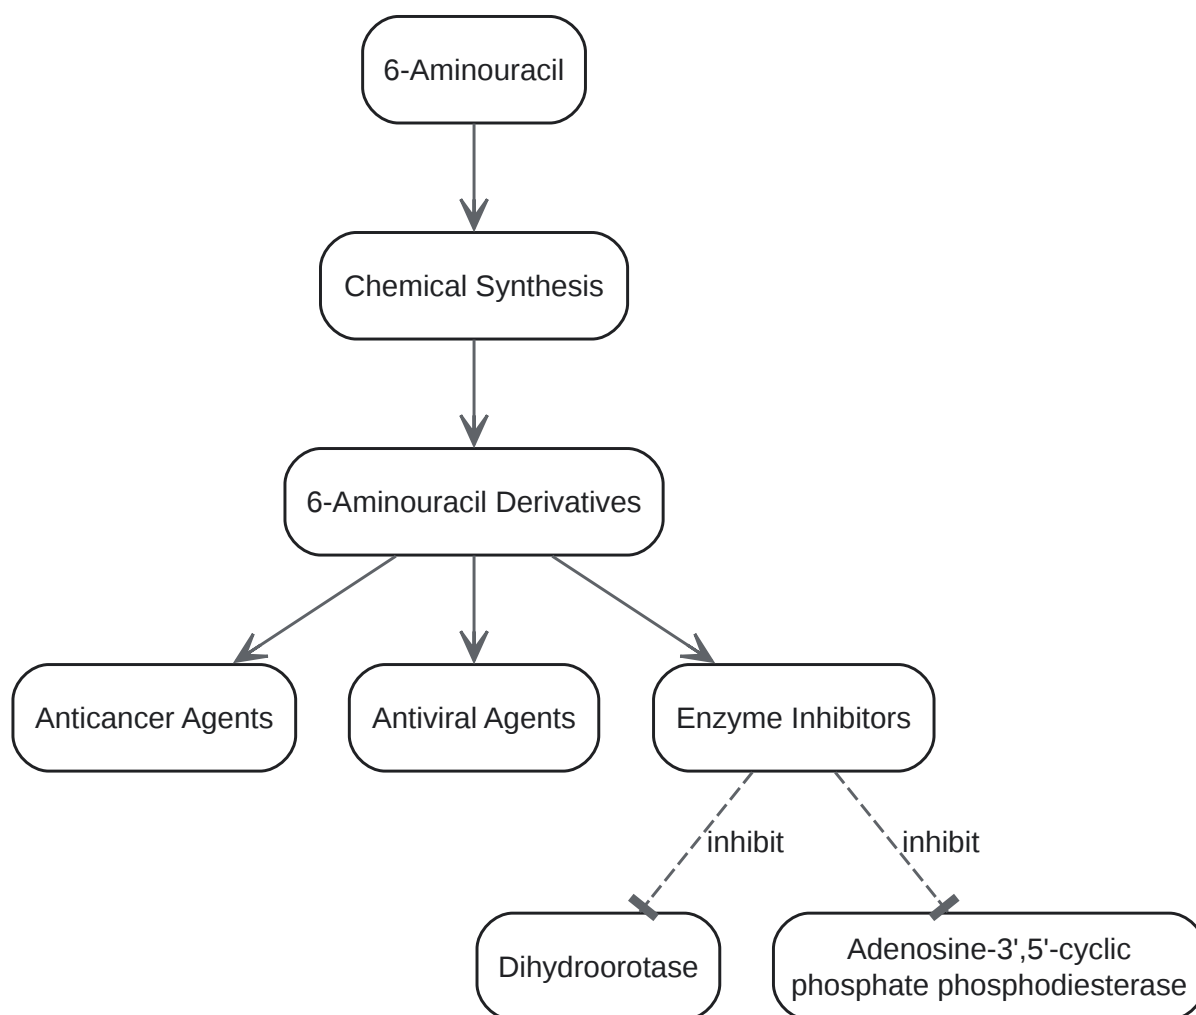 6-Aminouracil
Chemical Synthesis
6-Aminouracil Derivatives
Anticancer Agents
Antiviral Agents
Enzyme Inhibitors
inhibit
inhibit
Dihydroorotase
Adenosine-3',5'-cyclic
phosphate phosphodiesterase